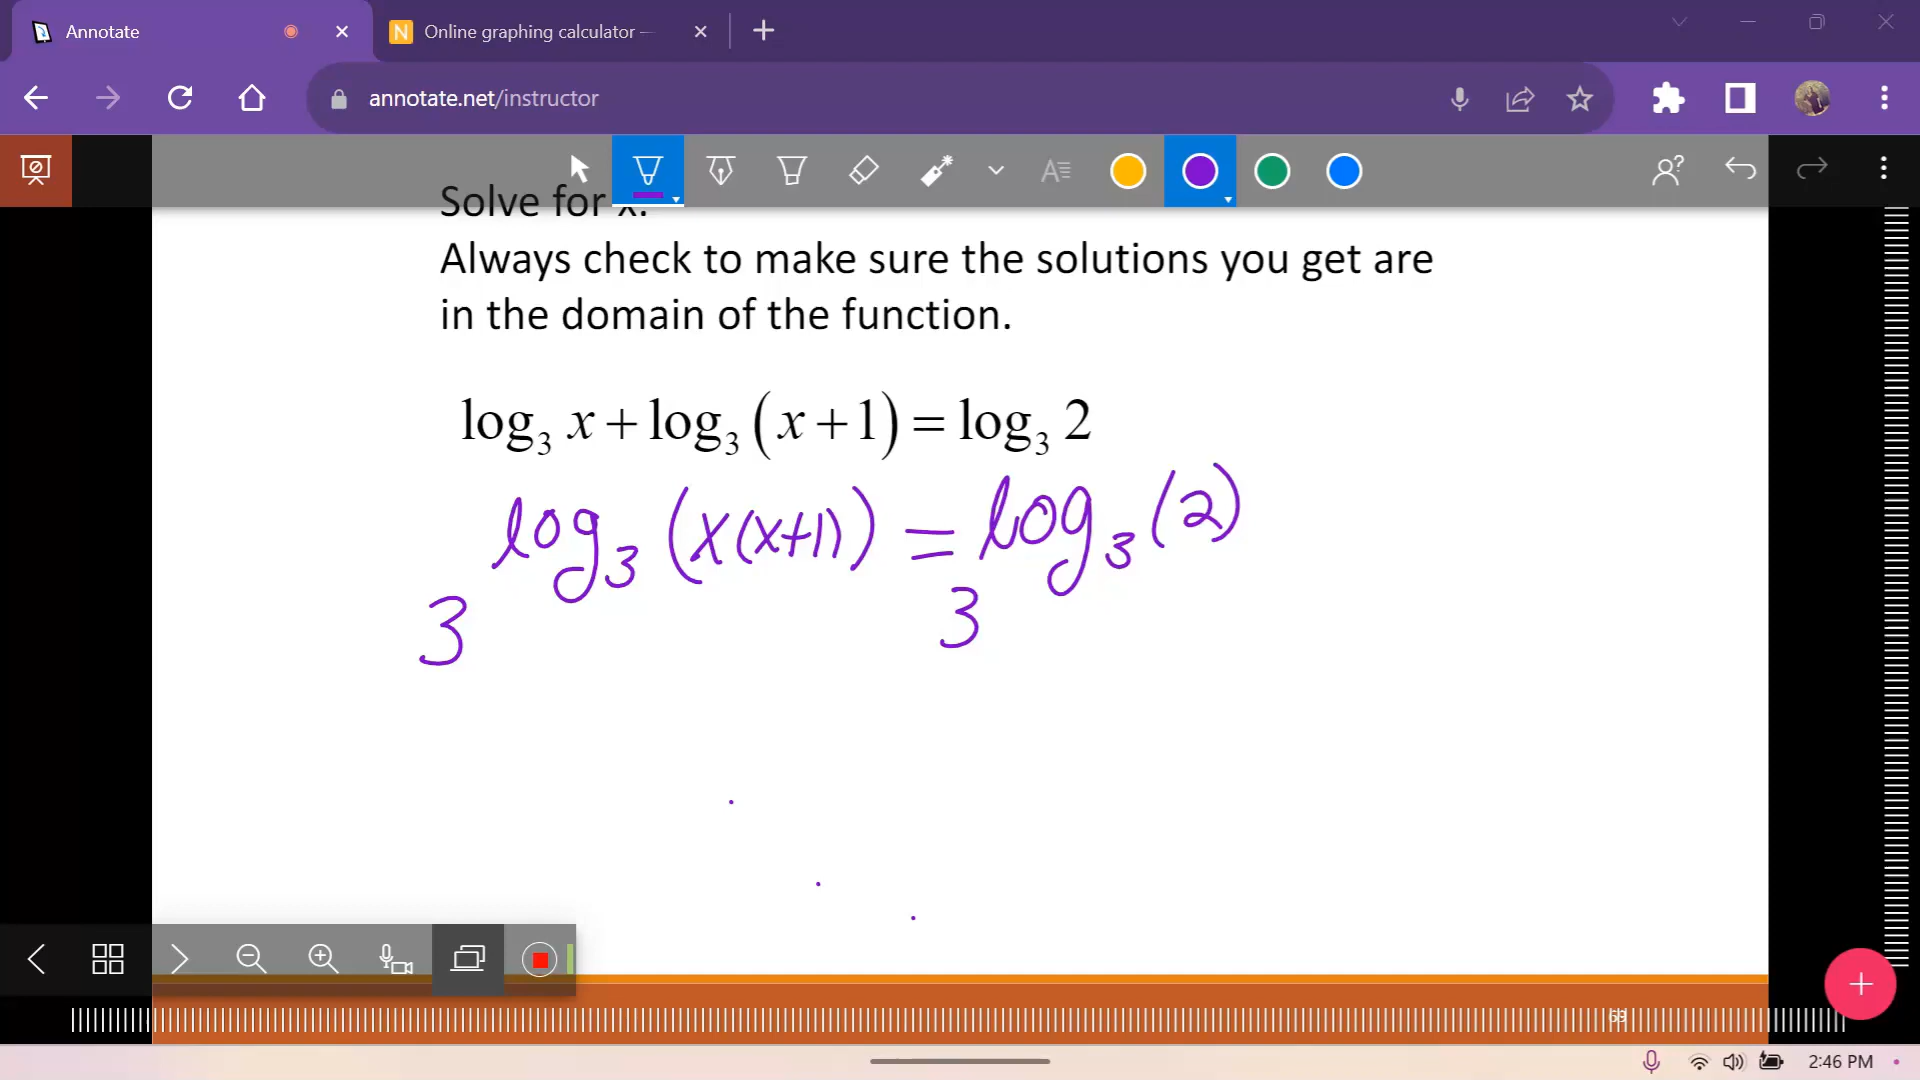 Annotate
Online graphing calculator —
annotate.net/instructor
Solve for x.
Always check to make sure the solutions you get are
in the domain of the function.
log₃ x + log₃ (x + 1) = log₃ 2
log₃ (x(x+1)) = log₃ (2)
3 3
69
2:46 PM